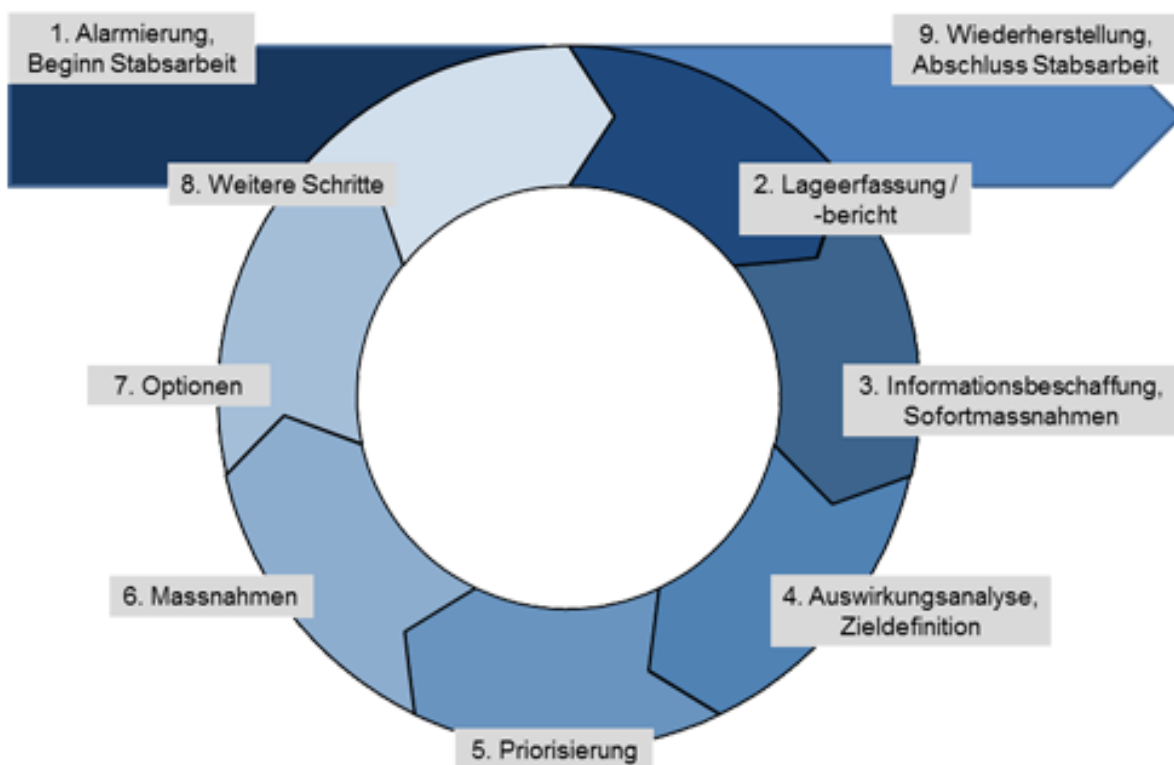 1. Alarmierung,
Beginn Stabsarbeit
2. Lageerfassung /
-bericht
3. Informationsbeschaffung,
Sofortmassnahmen
4. Auswirkungsanalyse,
Zieldefinition
5. Priorisierung
6. Massnahmen
7. Optionen
8. Weitere Schritte
9. Wiederherstellung,
Abschluss Stabsarbeit